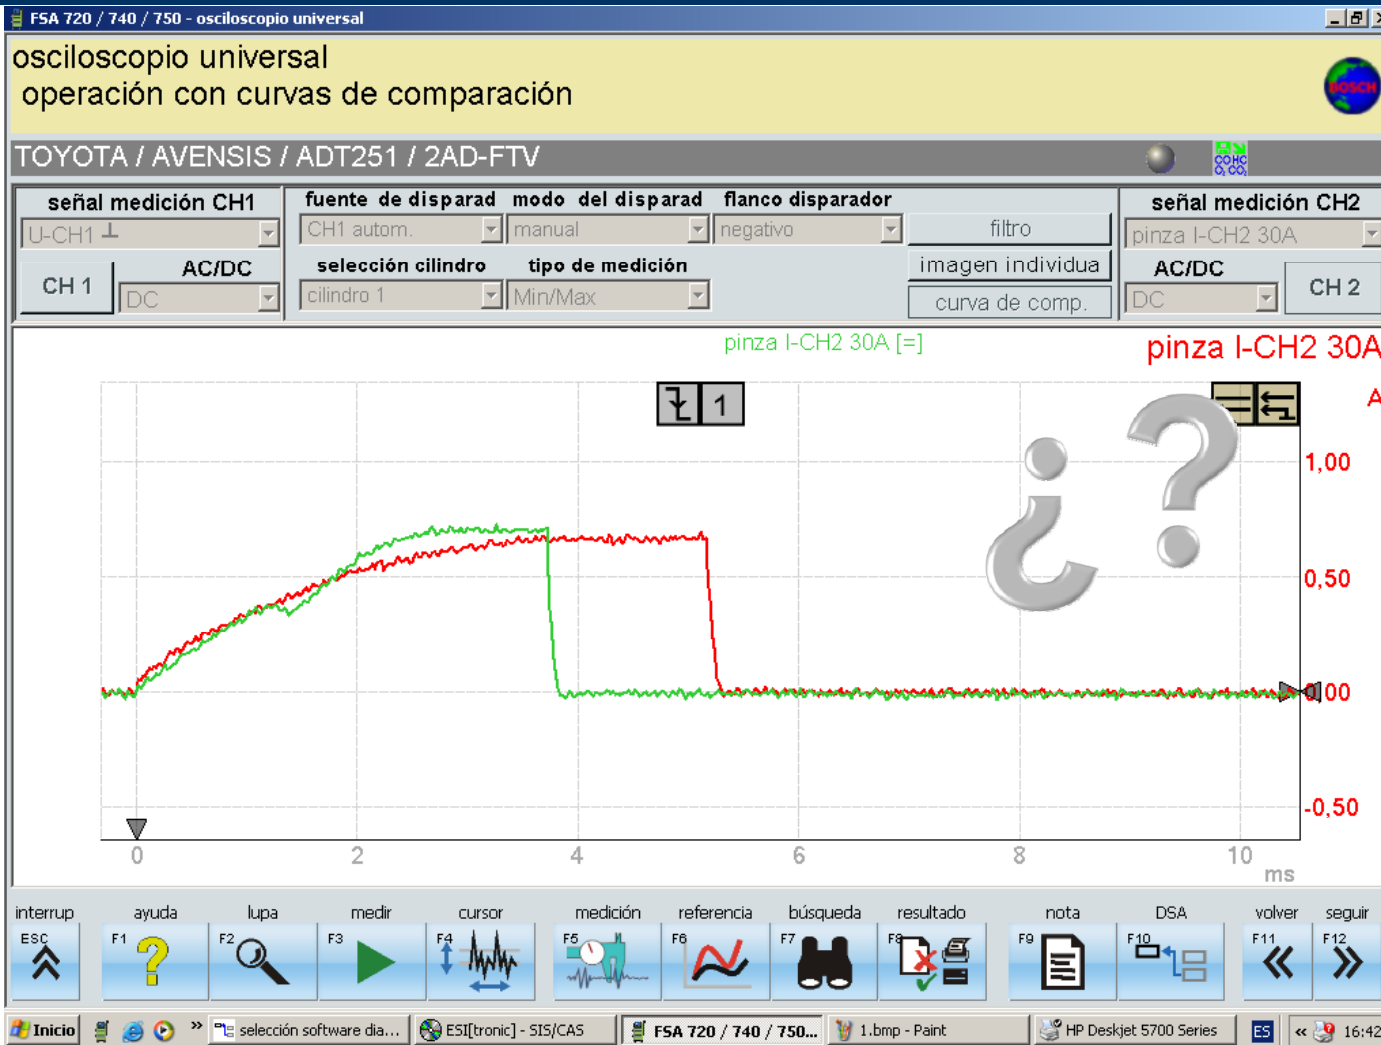 FSA 720 / 740 / 750 - osciloscopio universal
osciloscopio universal
operación con curvas de comparación
BOSCH
TOYOTA / AVENSIS / ADT251 / 2AD-FTV
CO HC
O₂ CO₂
señal medición CH1
fuente de disparad
modo del disparad
flanco disparador
señal medición CH2
U-CH1
CH1 autom.
manual
negativo
filtro
pinza I-CH2 30A
AC/DC
selección cilindro
tipo de medición
imagen individua
AC/DC
CH 1
DC
cilindro 1
Min/Max
curva de comp.
DC
CH 2
pinza I-CH2 30A [=]
pinza I-CH2 30A
1
A
¿?
1,00
0,50
0,00
-0,50
0
2
4
6
8
10
ms
interrup
ayuda
lupa
medir
cursor
medición
referencia
búsqueda
resultado
nota
DSA
volver
seguir
ESC
F1
F2
F3
F4
F5
F6
F7
F8
F9
F10
F11
F12
Inicio
»
selección software dia...
ESI[tronic] - SIS/CAS
FSA 720 / 740 / 750...
1.bmp - Paint
HP Deskjet 5700 Series
ES
«
16:42